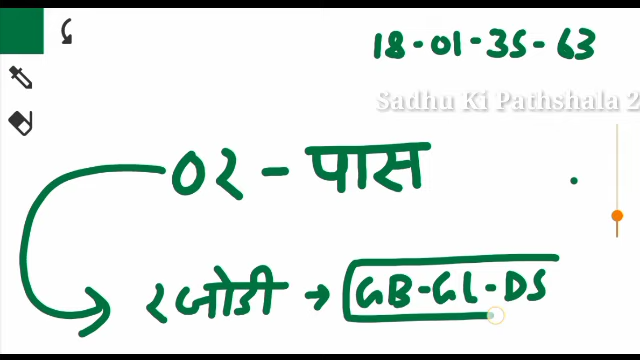 18-01-35-63
Sadhu Ki Pathshala 2
०२ - पास
२ जोडी → GB-GL-DS